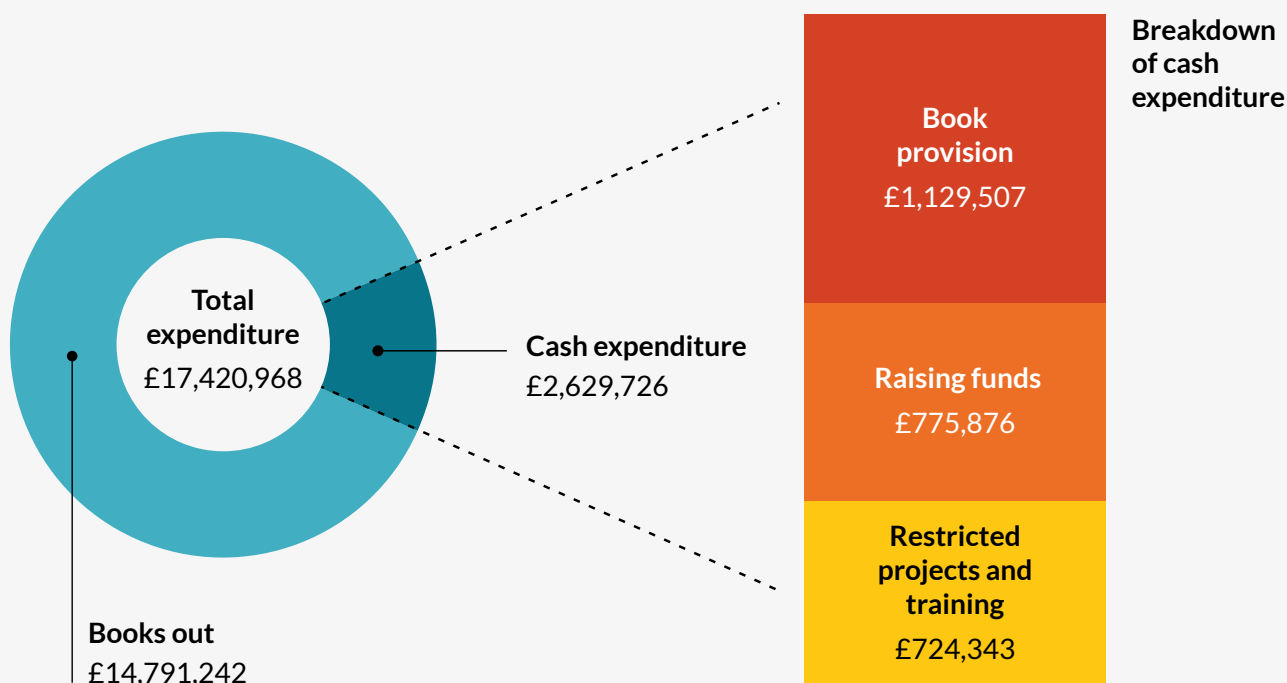 Breakdown
of cash
expenditure
Book
provision
£1,129,507
Total
expenditure
£17,420,968
Cash expenditure
£2,629,726
Raising funds
£775,876
Restricted
projects and
training
£724,343
Books out
£14,791,242